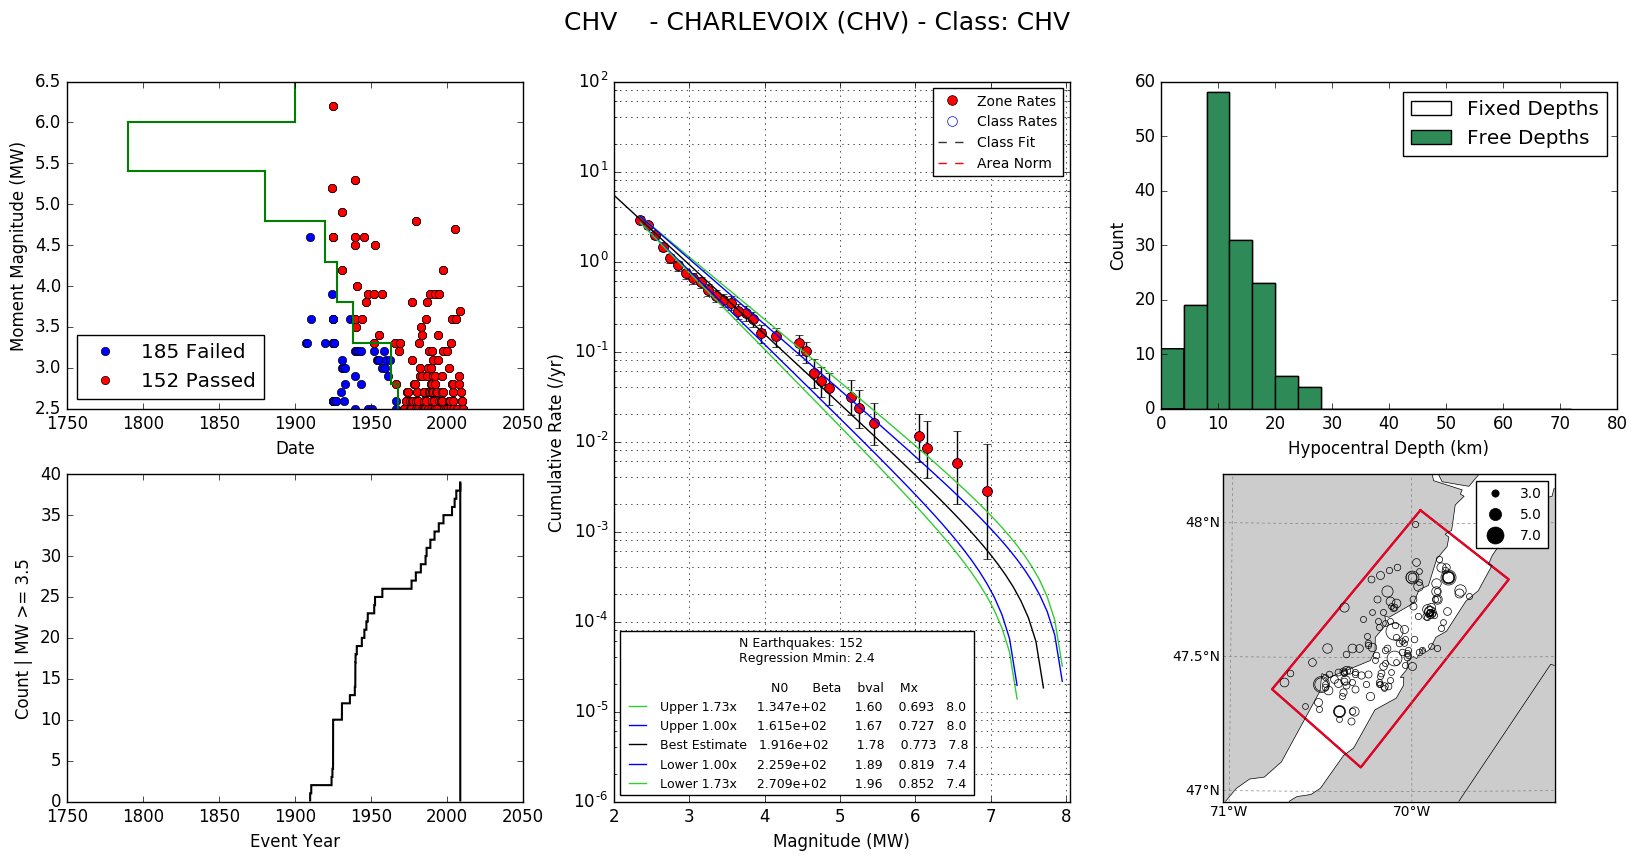 CHV - CHARLEVOIX (CHV) - Class: CHV
6.5
6.0
5.5
5.0
4.5
4.0
3.5
3.0
2.5
Moment Magnitude (MW)
185 Failed
152 Passed
1750 1800 1850 1900 1950 2000 2050
Date
40
35
30
25
20
15
10
5
0
Count | MW >= 3.5
1750 1800 1850 1900 1950 2000 2050
Event Year
10^2
10^1
10^0
10^-1
10^-2
10^-3
10^-4
10^-5
10^-6
Cumulative Rate (/yr)
Zone Rates
Class Rates
Class Fit
Area Norm
N Earthquakes: 152
Regression Mmin: 2.4
N0 Beta bval Mx
Upper 1.73x 1.347e+02 1.60 0.693 8.0
Upper 1.00x 1.615e+02 1.67 0.727 8.0
Best Estimate 1.916e+02 1.78 0.773 7.8
Lower 1.00x 2.259e+02 1.89 0.819 7.4
Lower 1.73x 2.709e+02 1.96 0.852 7.4
2 3 4 5 6 7 8
Magnitude (MW)
60
50
40
30
20
10
0
Count
Fixed Depths
Free Depths
0 10 20 30 40 50 60 70 80
Hypocentral Depth (km)
3.0
5.0
7.0
48°N
47.5°N
47°N
71°W 70°W